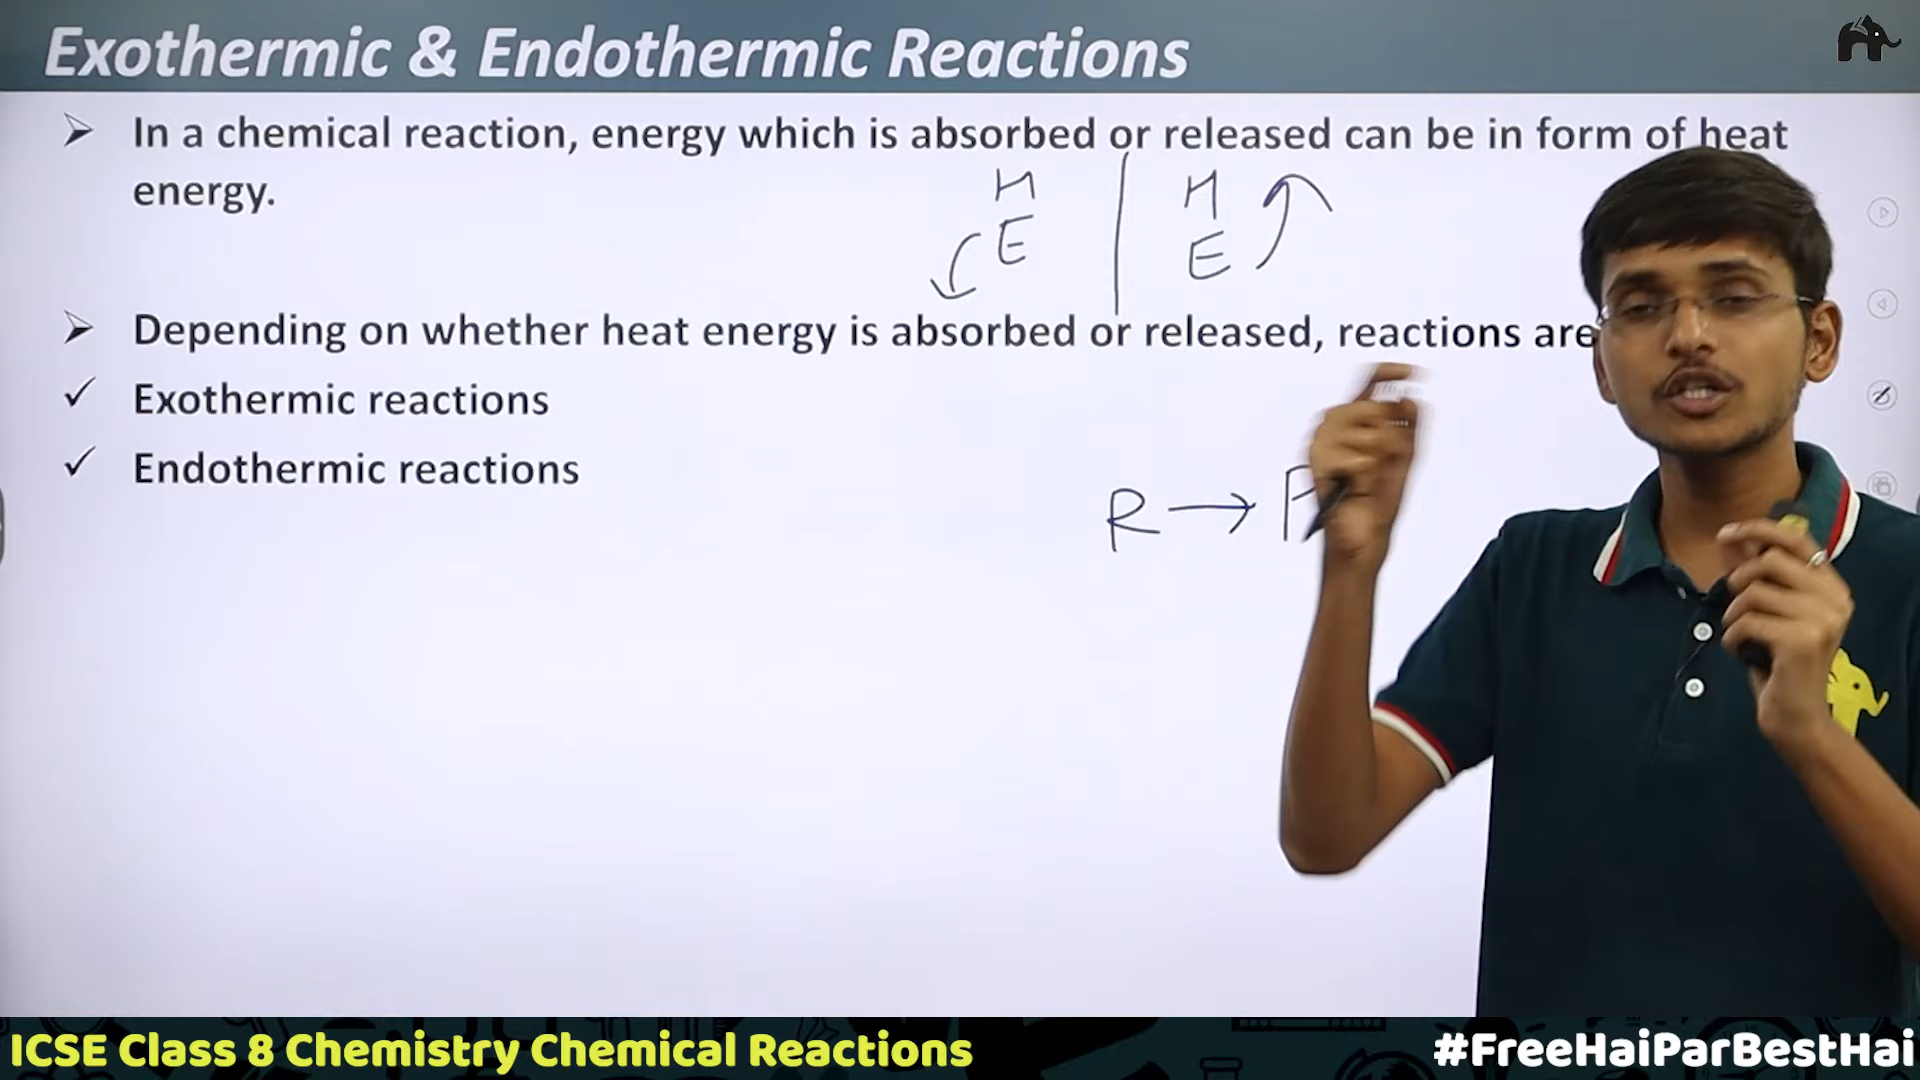 Exothermic & Endothermic Reactions
➢ In a chemical reaction, energy which is absorbed or released can be in form of heat
energy.
H H
E E
➢ Depending on whether heat energy is absorbed or released, reactions are
✓ Exothermic reactions
✓ Endothermic reactions
R → P
ICSE Class 8 Chemistry Chemical Reactions
#FreeHaiParBestHai